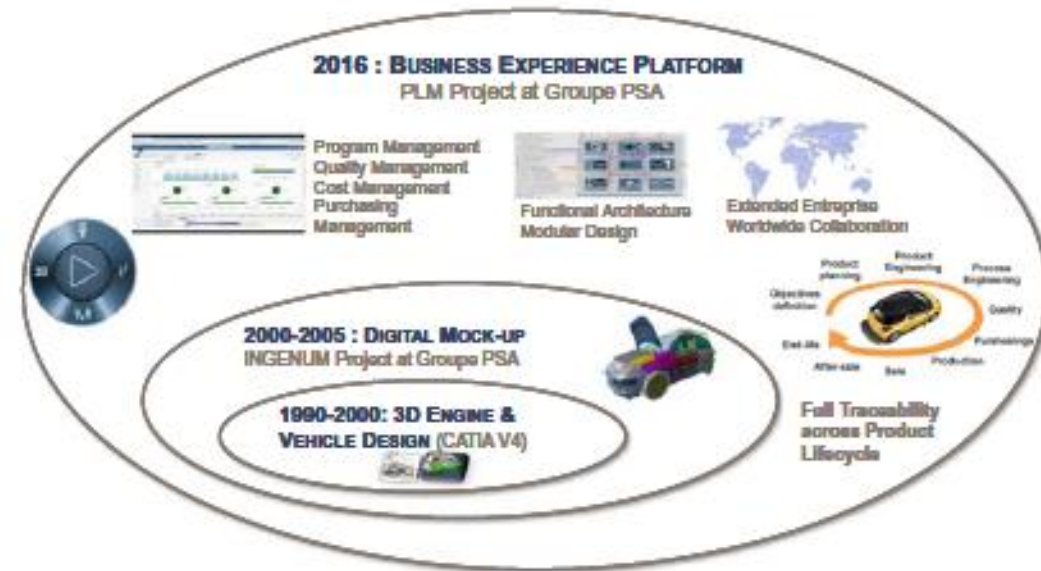 2016 : BUSINESS EXPERIENCE PLATFORM
PLM Project at Groupe PSA
Program Management
Quality Management
Cost Management
Purchasing
Management
Functional Architecture
Modular Design
Extended Entreprise
Worldwide Collaboration
Product
planning
Product
Engineering
Process
Engineering
Objectives
definition
Quality
Purchasings
End-life
After-sale
Sale
Production
2000-2005 : DIGITAL MOCK-UP
INGENUM Project at Groupe PSA
1990-2000: 3D ENGINE &
VEHICLE DESIGN (CATIA V4)
Full Traceability
across Product
Lifecycle